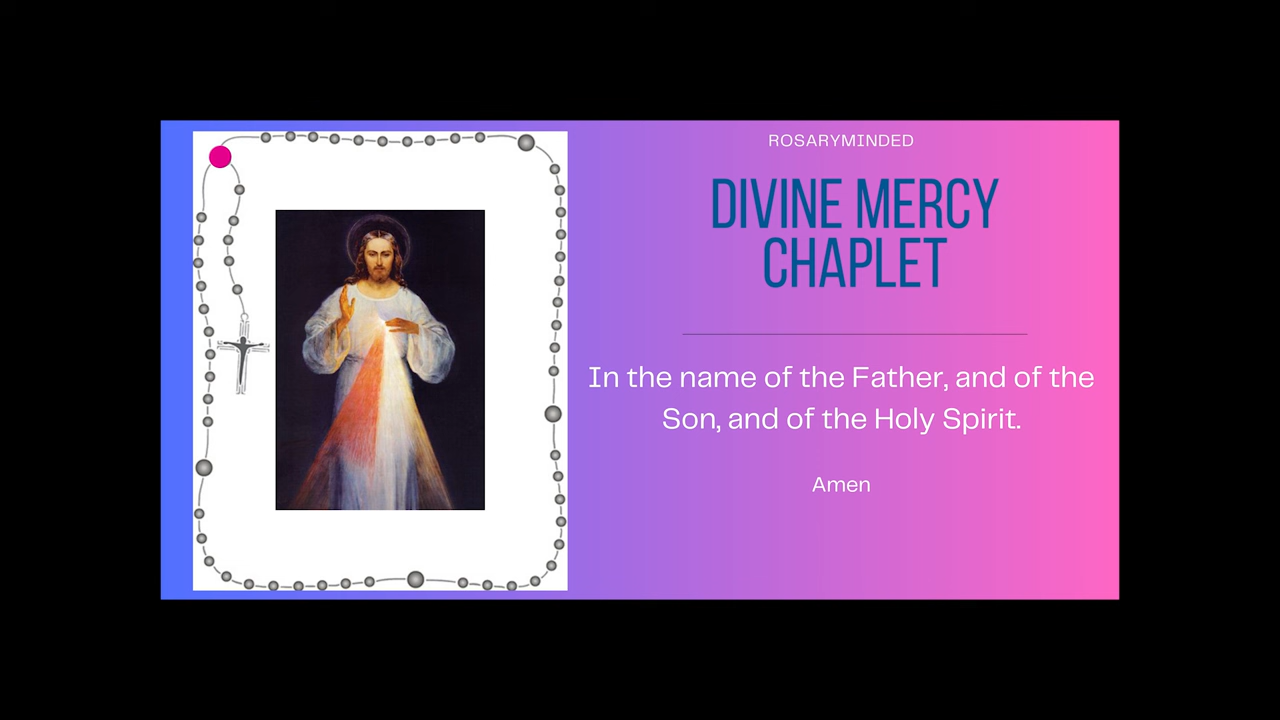 ROSARYMINDED
DIVINE MERCY
CHAPLET
In the name of the Father, and of the
Son, and of the Holy Spirit.
Amen